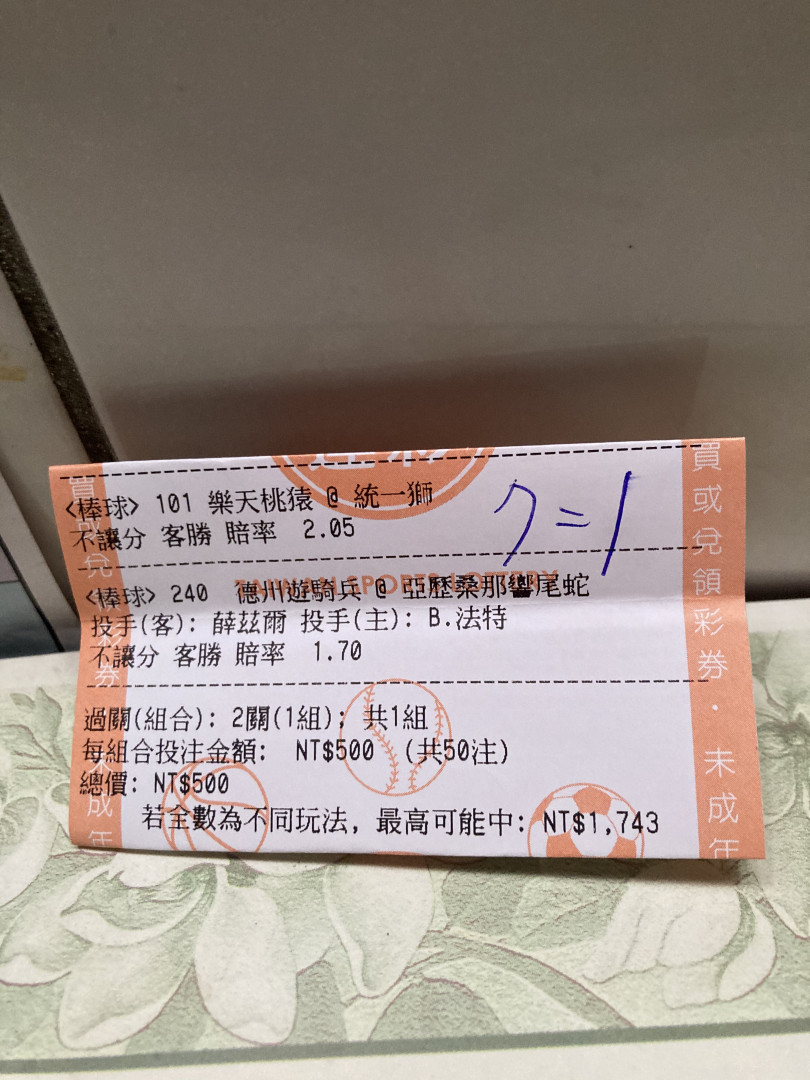 <棒球> 101 樂天桃猿 @ 統一獅
不讓分 客勝 賠率 2.05
7=1
TAIWAN SPORTS LOTTERY
<棒球> 240 德州遊騎兵 @ 亞歷桑那響尾蛇
投手(客): 薛玆爾 投手(主): B.法特
不讓分 客勝 賠率 1.70
過關(組合): 2關(1組); 共1組
每組合投注金額: NT$500 (共50注)
總價: NT$500
若全數為不同玩法, 最高可能中: NT$1,743
買或兌領彩券．未成年